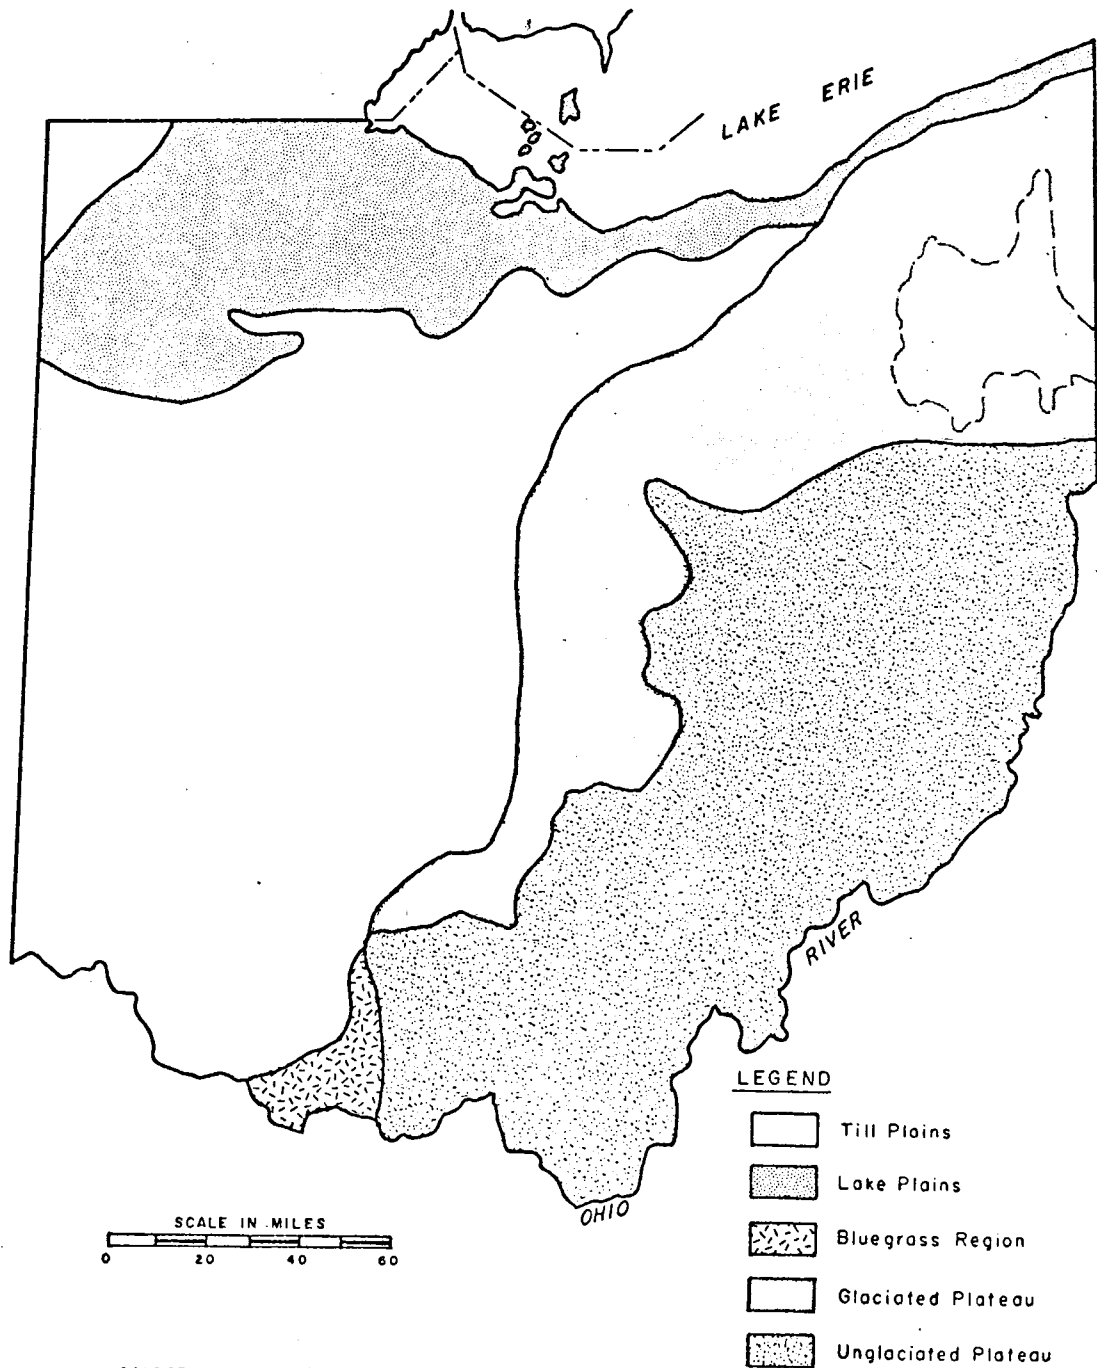 LAKE ERIE
RIVER
OHIO
LEGEND
Till Plains
Lake Plains
Bluegrass Region
Glaciated Plateau
Unglaciated Plateau
SCALE IN MILES
0 20 40 60